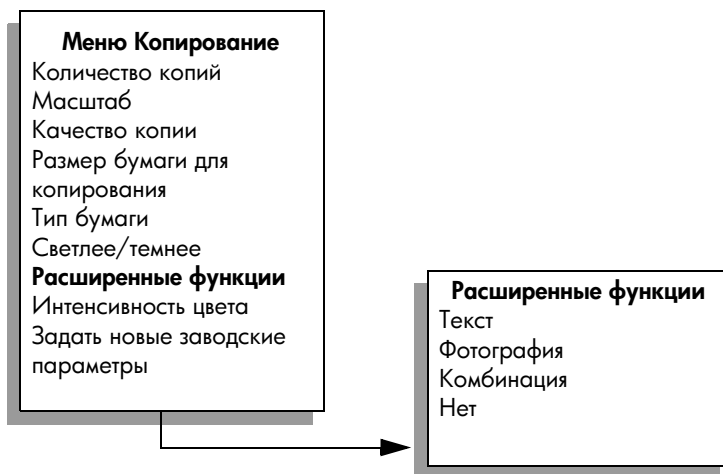 Меню Копирование
Количество копий
Масштаб
Качество копии
Размер бумаги для
копирования
Тип бумаги
Светлее/темнее
Расширенные функции
Интенсивность цвета
Задать новые заводские
параметры
Расширенные функции
Текст
Фотография
Комбинация
Нет